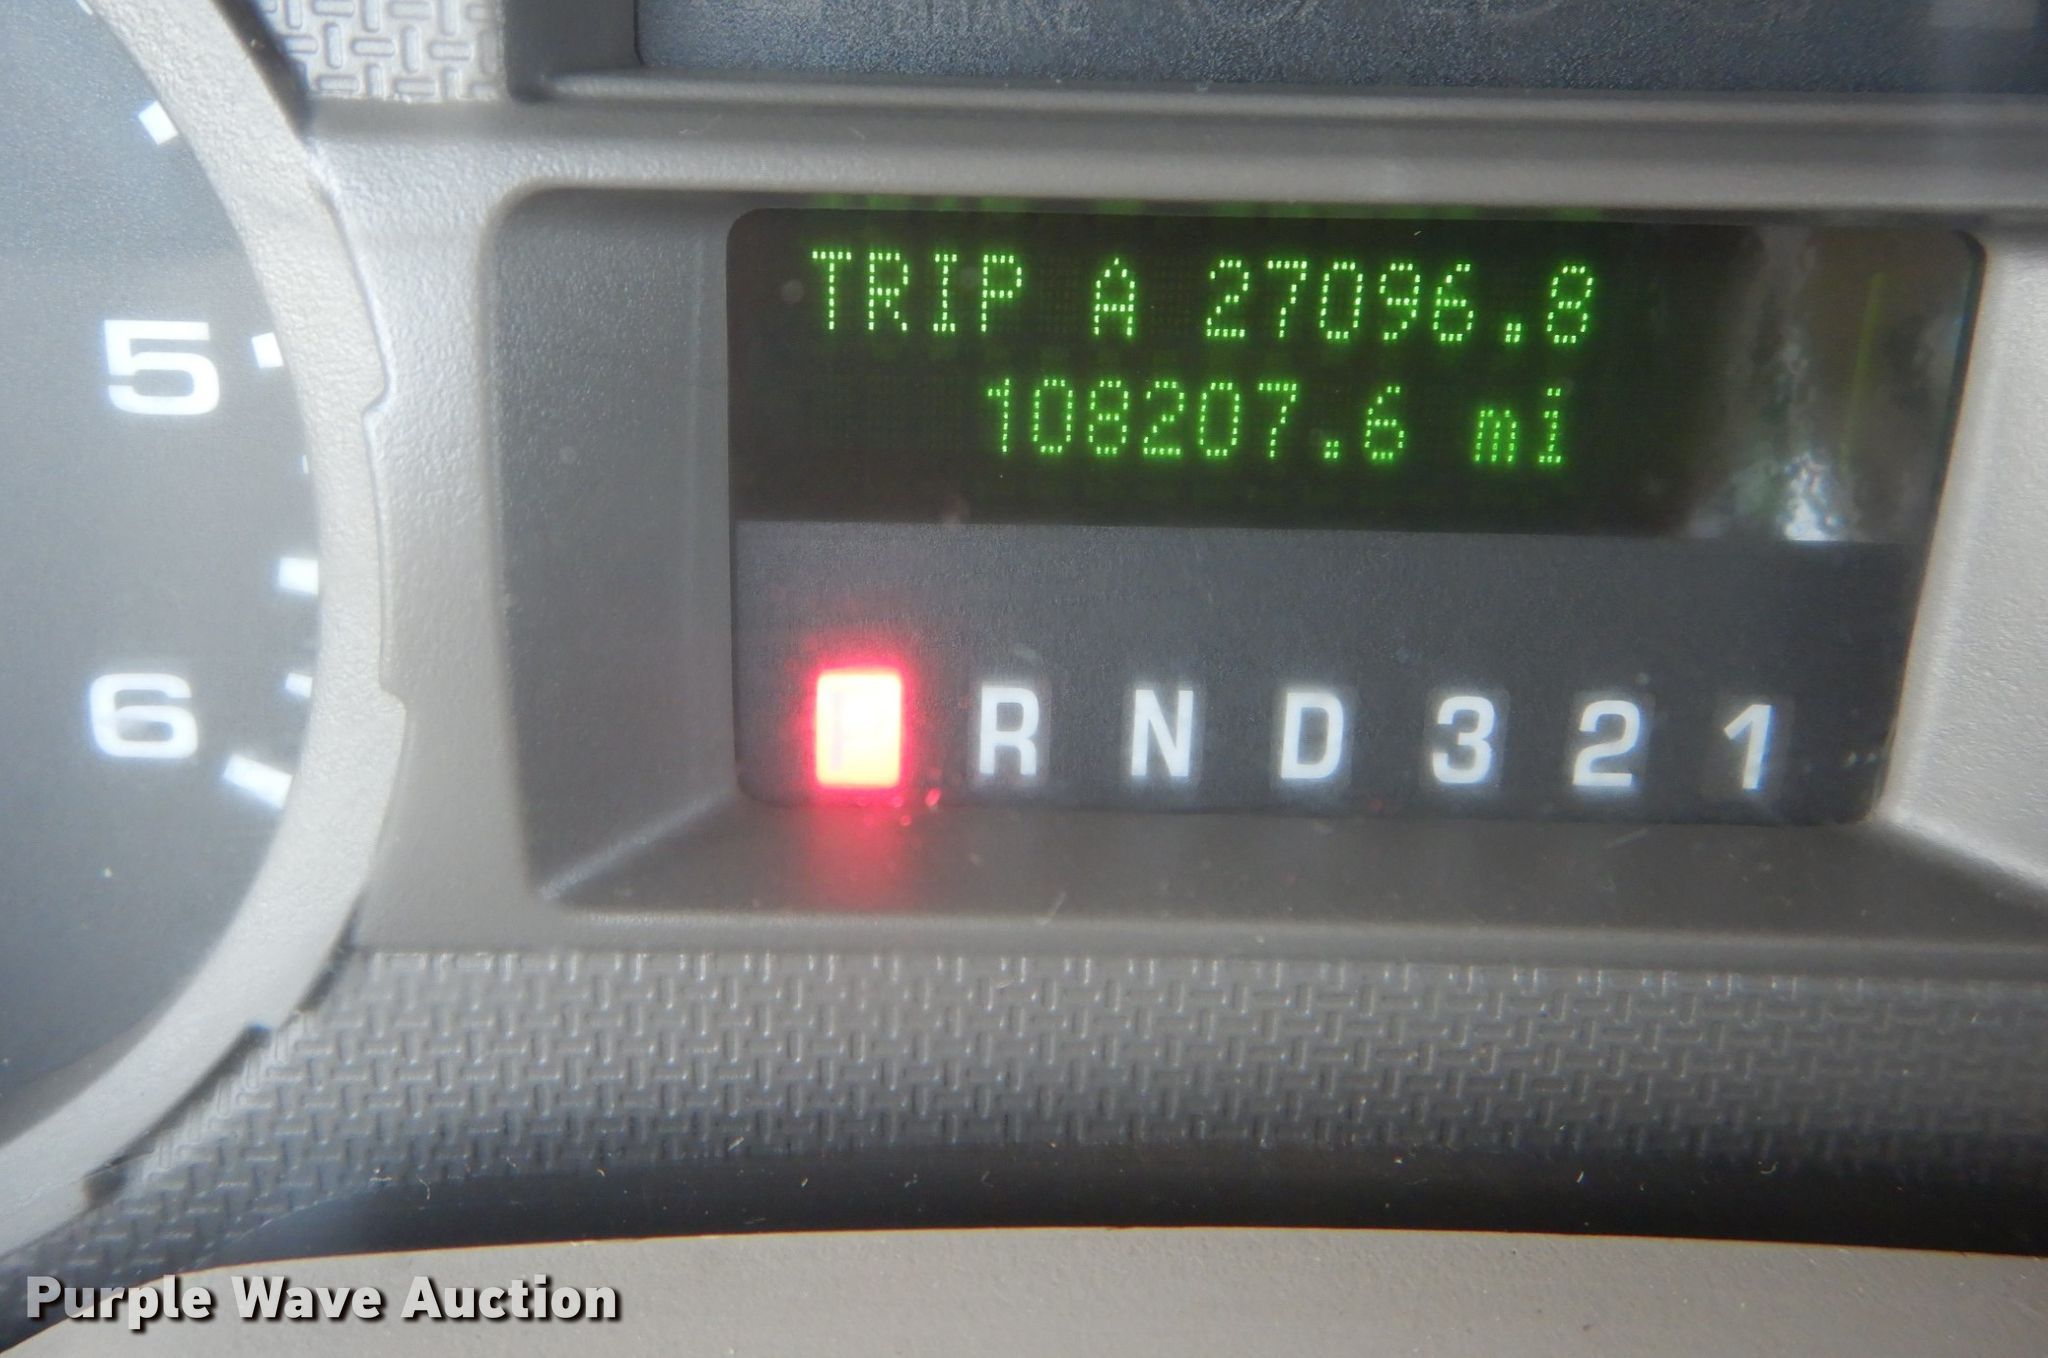 5
6
TRIP A 27096.8
108207.6 mi
P R N D 3 2 1
Purple Wave Auction